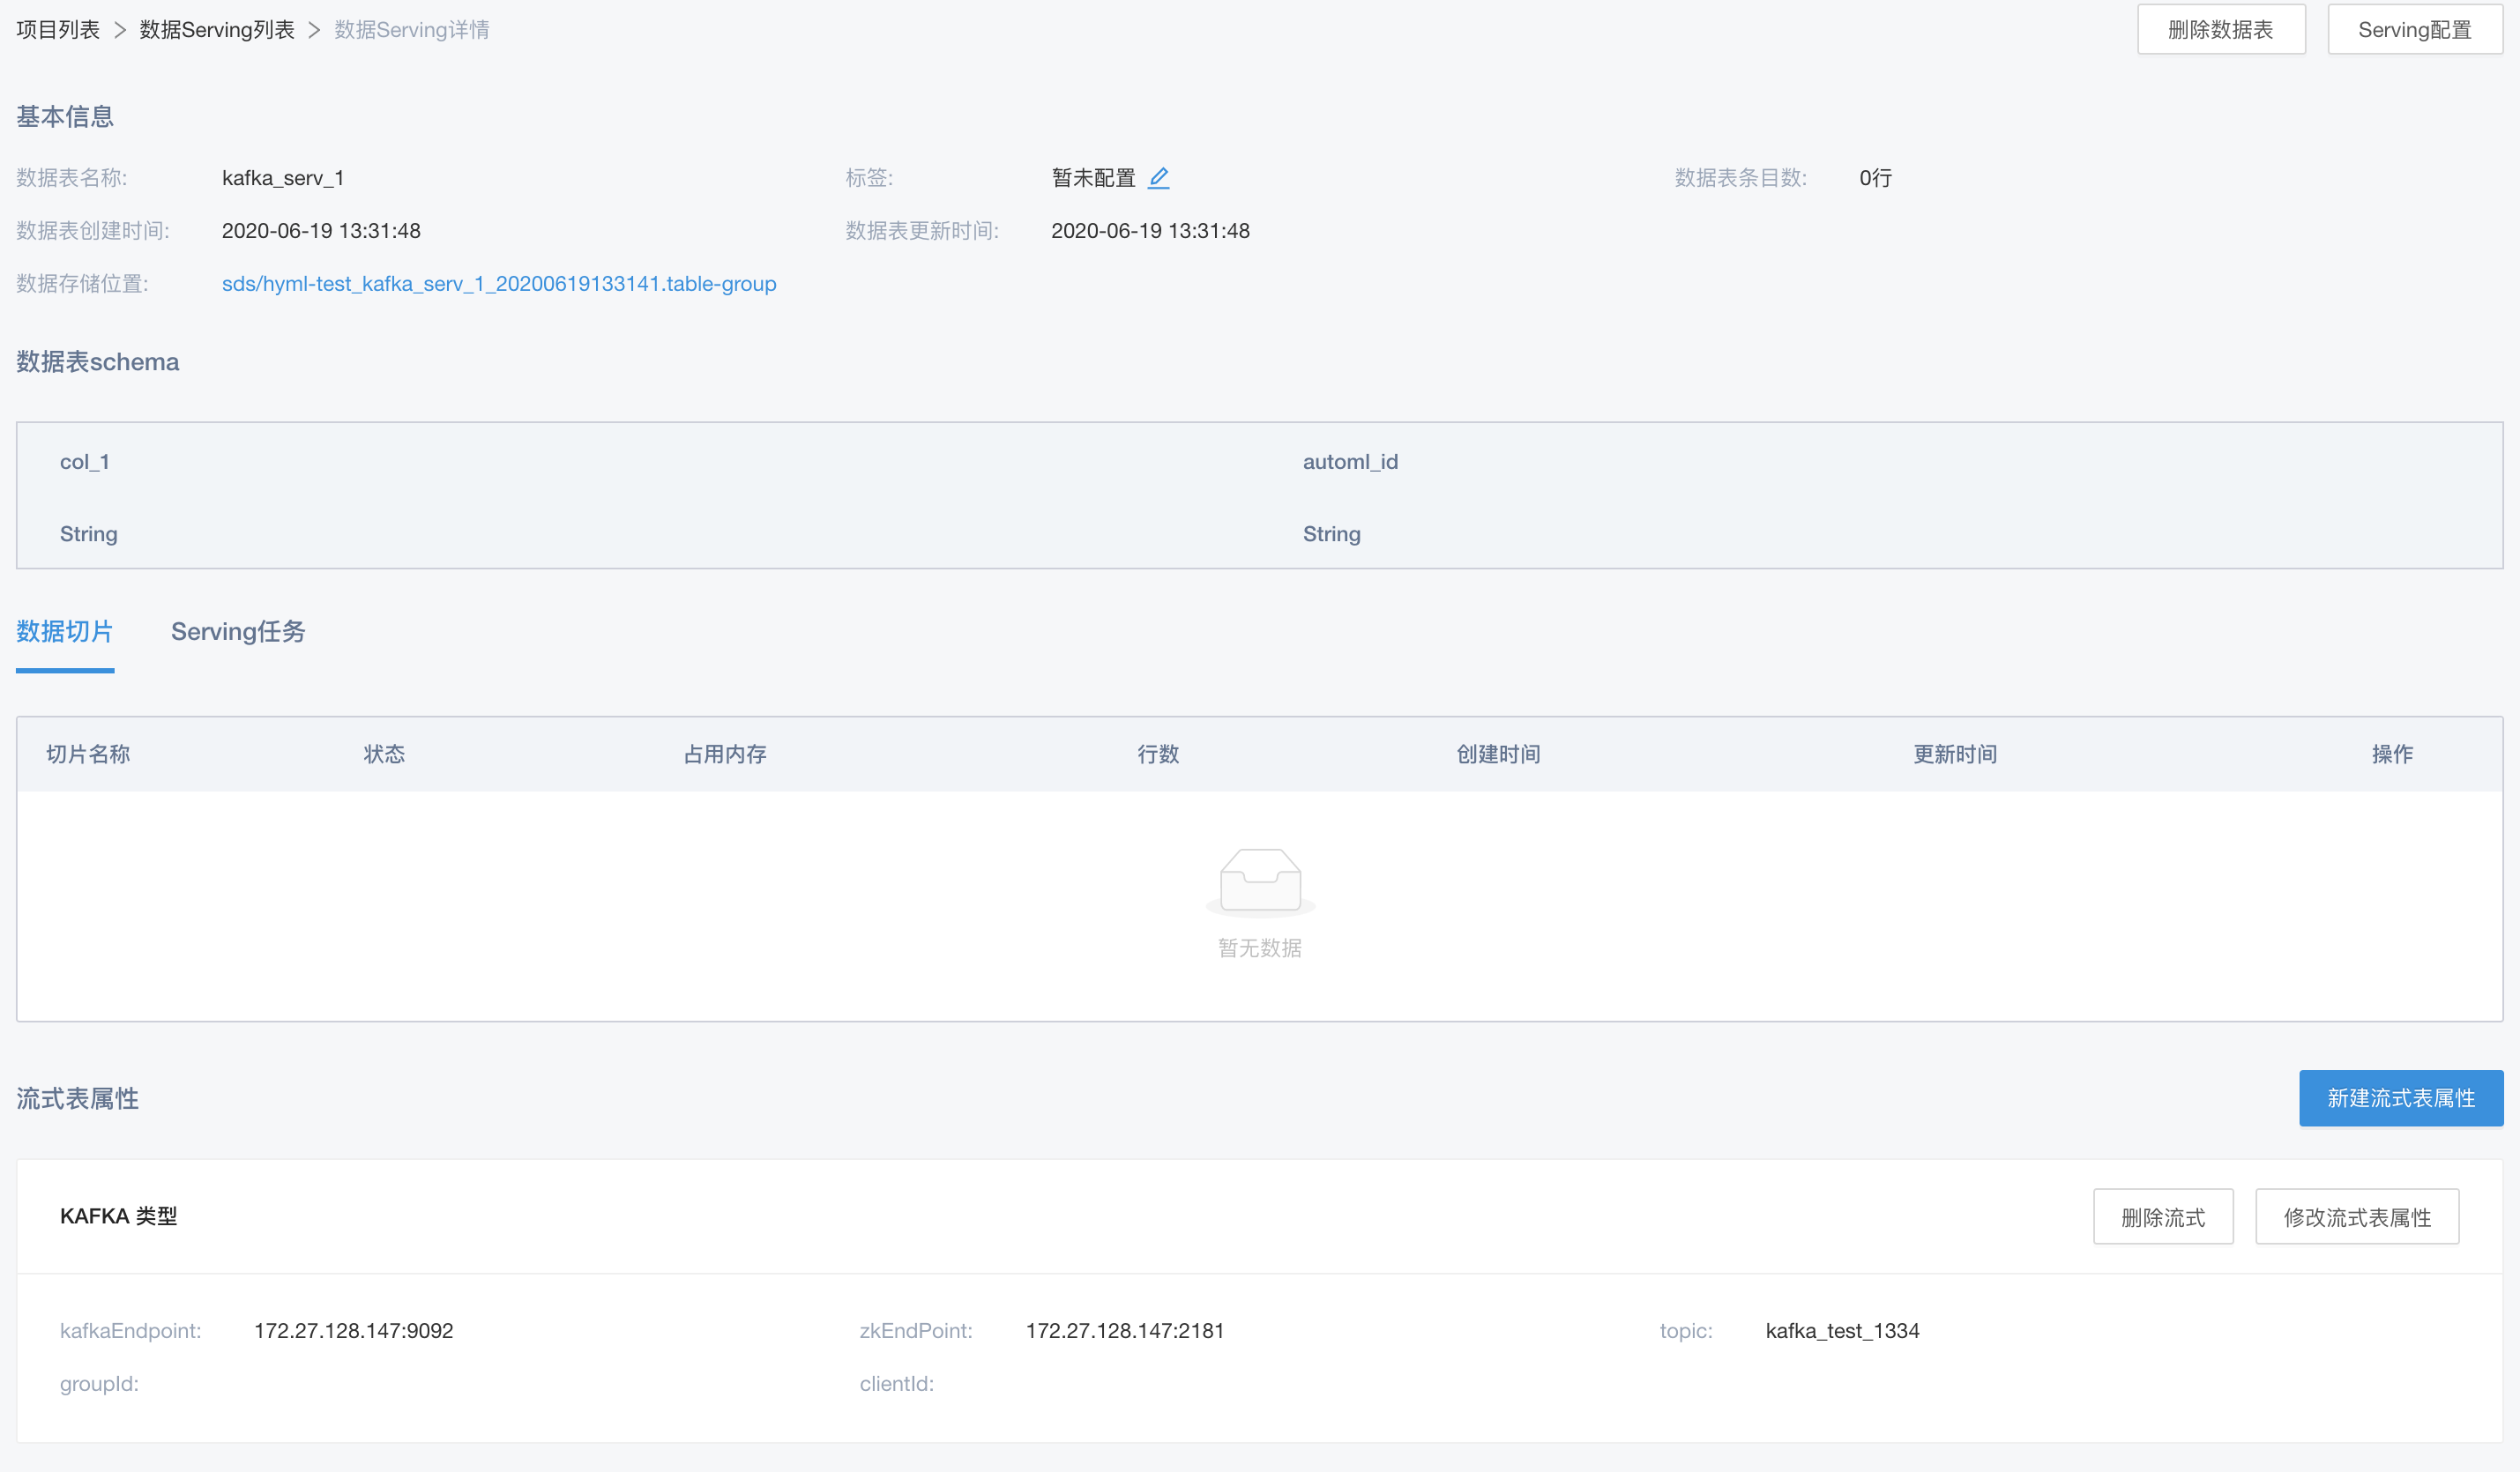 项目列表 > 数据Serving列表 > 数据Serving详情 删除数据表 Serving配置
基本信息
数据表名称: kafka_serv_1 标签: 暂未配置 数据表条目数: 0行
数据表创建时间: 2020-06-19 13:31:48 数据表更新时间: 2020-06-19 13:31:48
数据存储位置: sds/hyml-test_kafka_serv_1_20200619133141.table-group
数据表schema
col_1 automl_id
String String
数据切片 Serving任务
切片名称 状态 占用内存 行数 创建时间 更新时间 操作
暂无数据
流式表属性 新建流式表属性
KAFKA 类型 删除流式 修改流式表属性
kafkaEndpoint: 172.27.128.147:9092 zkEndPoint: 172.27.128.147:2181 topic: kafka_test_1334
groupId: clientId: